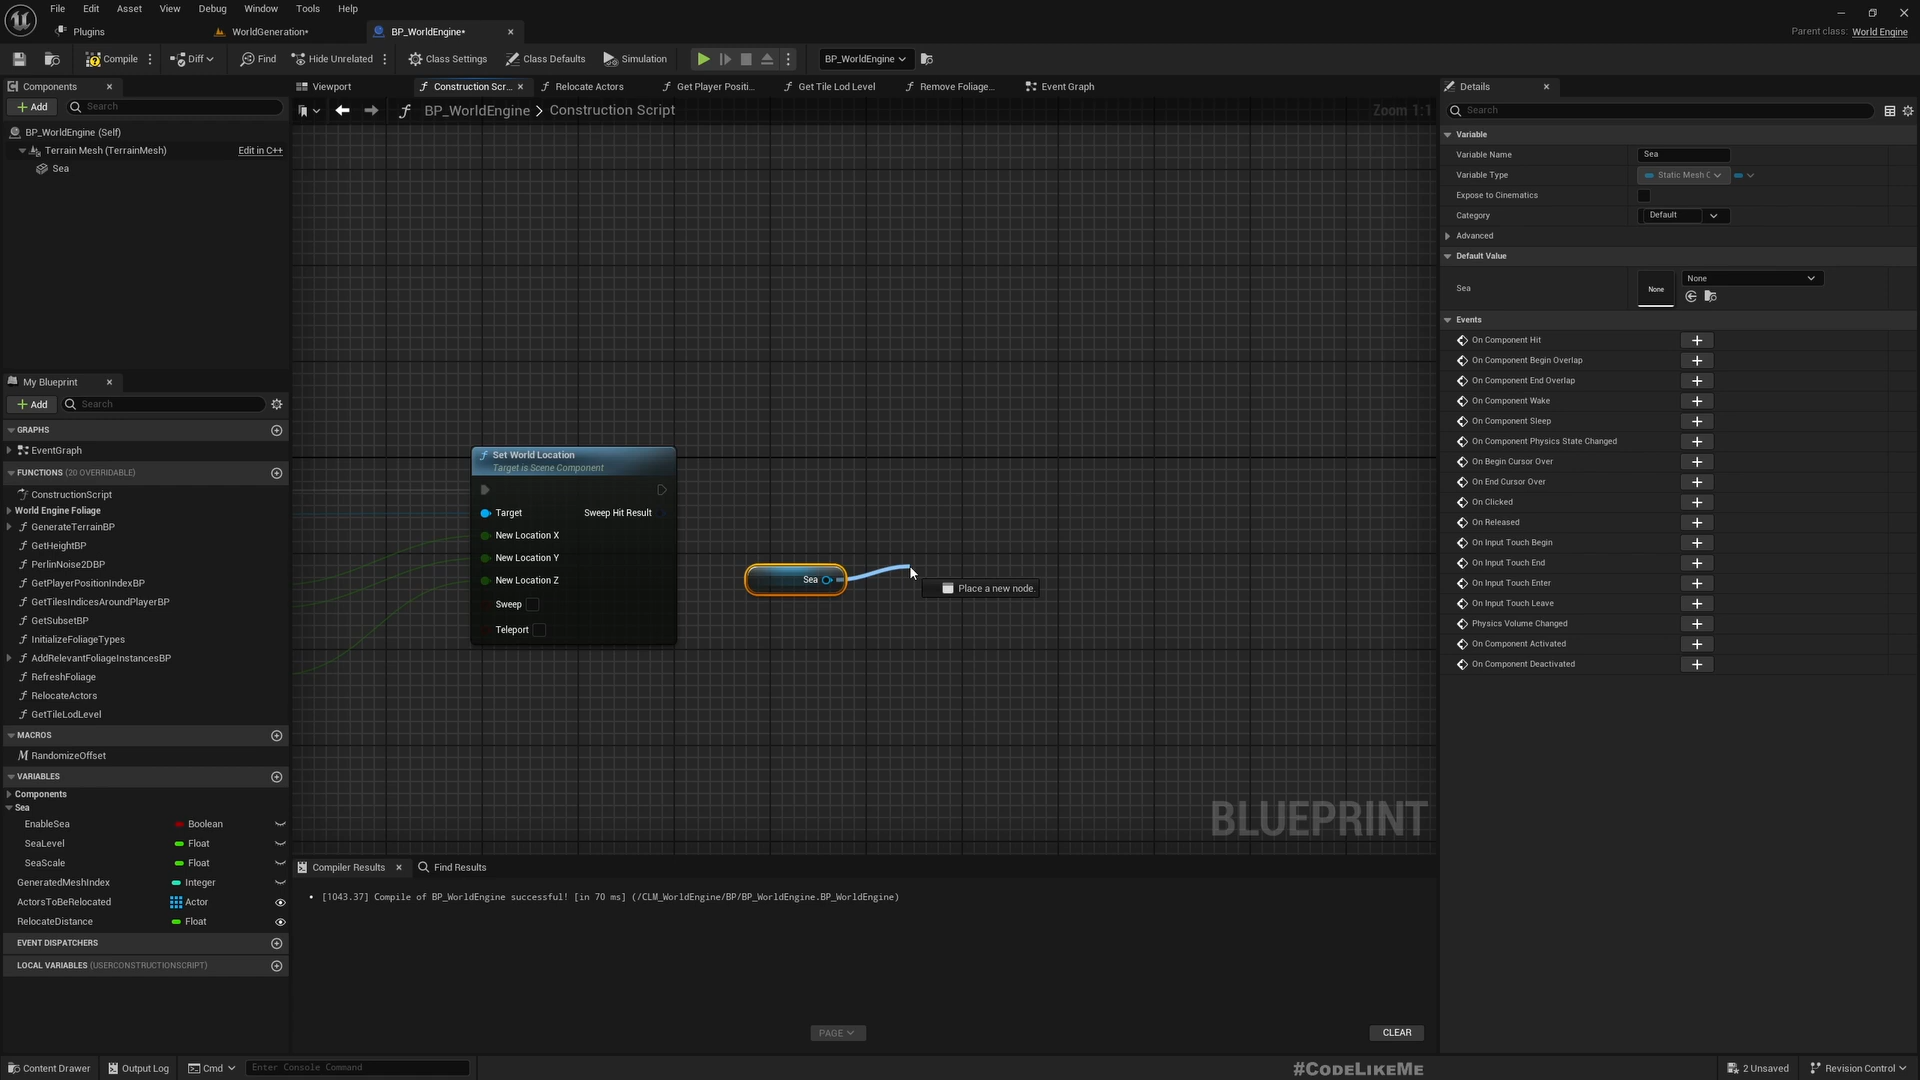 File Edit Asset View Debug Window Tools Help
Plugins WorldGeneration* BP_WorldEngine*
Parent class: World Engine
Compile Diff Find Hide Unrelated Class Settings Class Defaults Simulation BP_WorldEngine
Components
Add Search
BP_WorldEngine (Self)
Terrain Mesh (TerrainMesh) Edit in C++
Sea
Viewport Construction Scr... Relocate Actors Get Player Positi... Get Tile Lod Level Remove Foliage... Event Graph
BP_WorldEngine > Construction Script
Zoom 1:1
Set World Location
Target is Scene Component
Target Sweep Hit Result
New Location X
New Location Y
New Location Z
Sweep
Teleport
Sea
Place a new node.
BLUEPRINT
My Blueprint
Add Search
GRAPHS
EventGraph
FUNCTIONS (20 OVERRIDABLE)
ConstructionScript
World Engine Foliage
GenerateTerrainBP
GetHeightBP
PerlinNoise2DBP
GetPlayerPositionIndexBP
GetTilesIndicesAroundPlayerBP
GetSubsetBP
InitializeFoliageTypes
AddRelevantFoliageInstancesBP
RefreshFoliage
RelocateActors
GetTileLodLevel
MACROS
RandomizeOffset
VARIABLES
Components
Sea
EnableSea Boolean
SeaLevel Float
SeaScale Float
GeneratedMeshIndex Integer
ActorsToBeRelocated Actor
RelocateDistance Float
EVENT DISPATCHERS
LOCAL VARIABLES (USERCONSTRUCTIONSCRIPT)
Compiler Results Find Results
[1043.37] Compile of BP_WorldEngine successful! [in 70 ms] (/CLM_WorldEngine/BP/BP_WorldEngine.BP_WorldEngine)
PAGE CLEAR
Details
Search
Variable
Variable Name Sea
Variable Type Static Mesh C
Expose to Cinematics
Category Default
Advanced
Default Value
Sea None None
Events
On Component Hit
On Component Begin Overlap
On Component End Overlap
On Component Wake
On Component Sleep
On Component Physics State Changed
On Begin Cursor Over
On End Cursor Over
On Clicked
On Released
On Input Touch Begin
On Input Touch End
On Input Touch Enter
On Input Touch Leave
Physics Volume Changed
On Component Activated
On Component Deactivated
Content Drawer Output Log Cmd Enter Console Command
#CodeLikeMe
2 Unsaved Revision Control